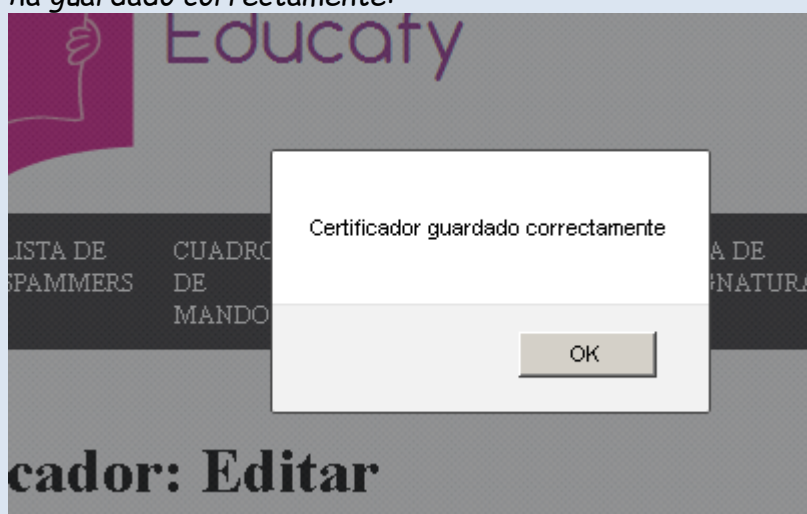 ha guardado correctamente.
Educaty
LISTA DE
SPAMMERS
CUADRO
DE
MANDO
Certificador guardado correctamente
OK
A DE
GNATURA
cador: Editar